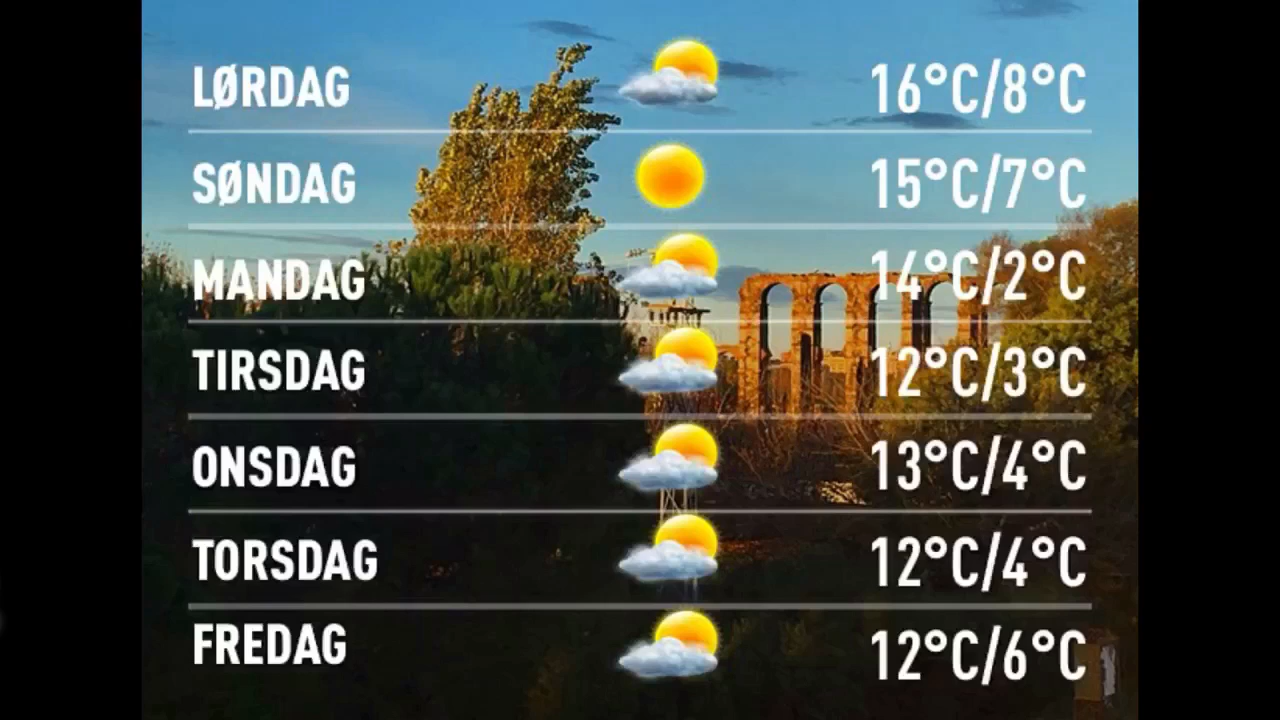 LØRDAG 16°C/8°C
SØNDAG 15°C/7°C
MANDAG 14°C/2°C
TIRSDAG 12°C/3°C
ONSDAG 13°C/4°C
TORSDAG 12°C/4°C
FREDAG 12°C/6°C